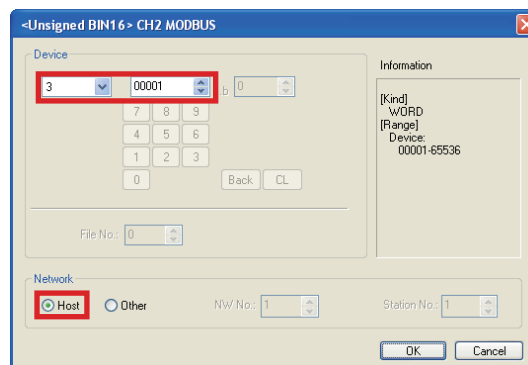 <Unsigned BIN16> CH2 MODBUS
Device
3 00001 b 0
7 8 9
4 5 6
1 2 3
0 Back CL
File No.: 0
Information
[Kind]
WORD
[Range]
Device:
00001-65536
Network
Host Other NW No.: 1 Station No.: 1
OK Cancel